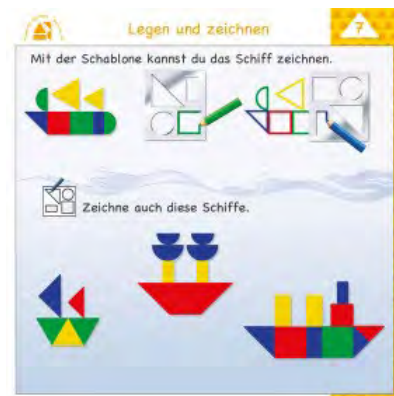 Legen und zeichnen
7
Mit der Schablone kannst du das Schiff zeichnen.
Zeichne auch diese Schiffe.